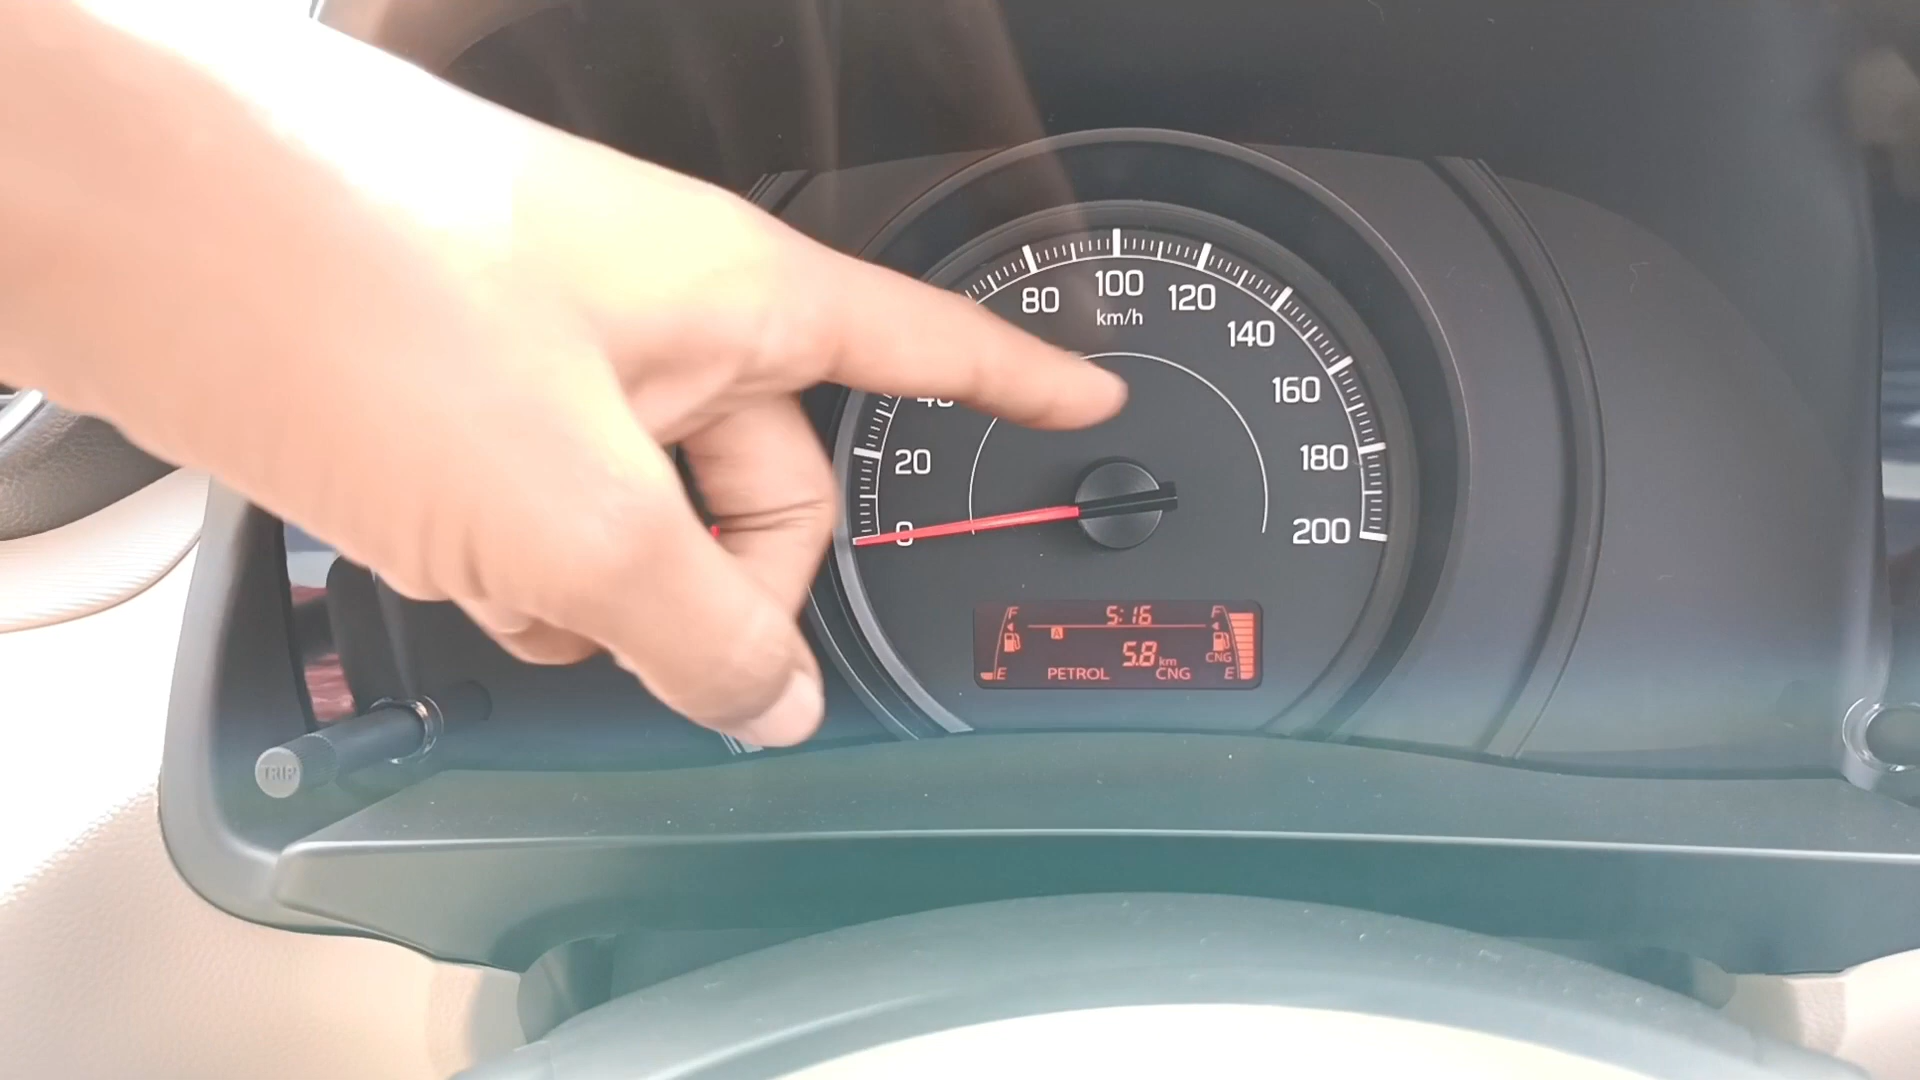 80 100 120
km/h
140
160
20 180
0 200
F 5:16 F
A
5.8 km CNG
E PETROL CNG E
TRIP